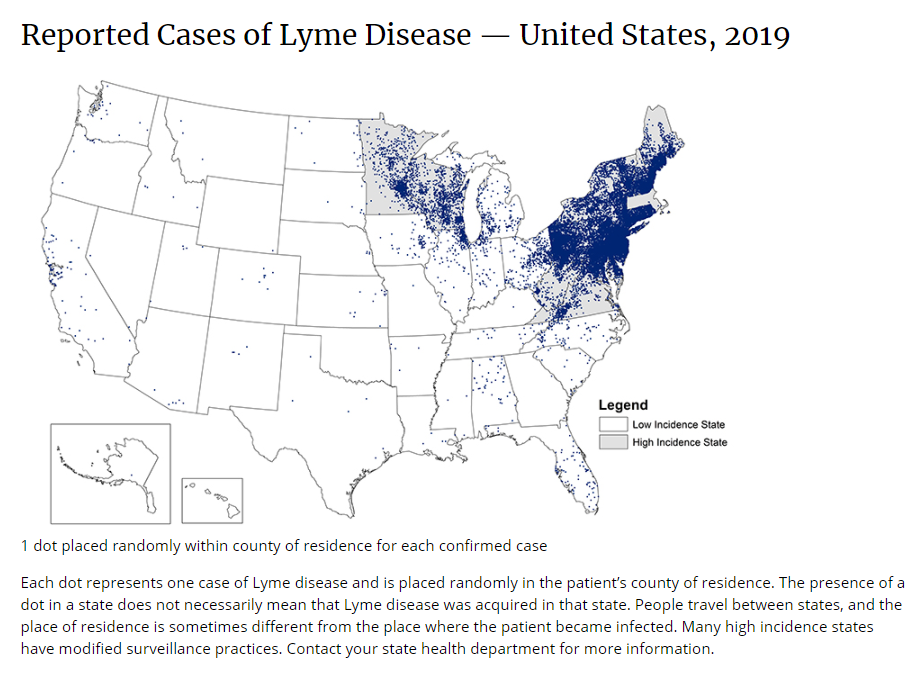 Reported Cases of Lyme Disease — United States, 2019
Legend
Low Incidence State
High Incidence State
1 dot placed randomly within county of residence for each confirmed case
Each dot represents one case of Lyme disease and is placed randomly in the patient’s county of residence. The presence of a
dot in a state does not necessarily mean that Lyme disease was acquired in that state. People travel between states, and the
place of residence is sometimes different from the place where the patient became infected. Many high incidence states
have modified surveillance practices. Contact your state health department for more information.